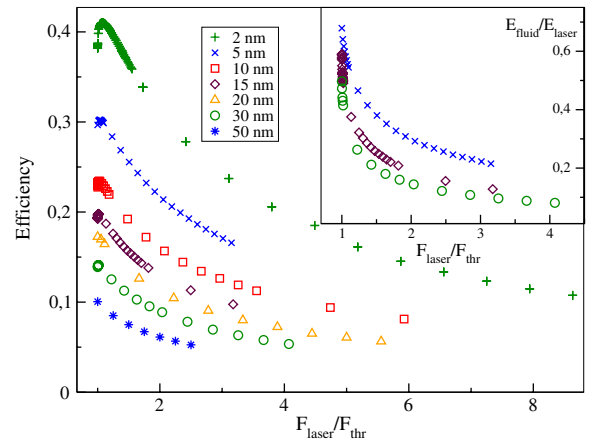 Efficiency
0,4
0,3
0,2
0,1
0
2
4
6
8
F_laser/F_thr
2 nm
5 nm
10 nm
15 nm
20 nm
30 nm
50 nm
E_fluid/E_laser
0,6
0,4
0,2
1
2
3
4
F_laser/F_thr